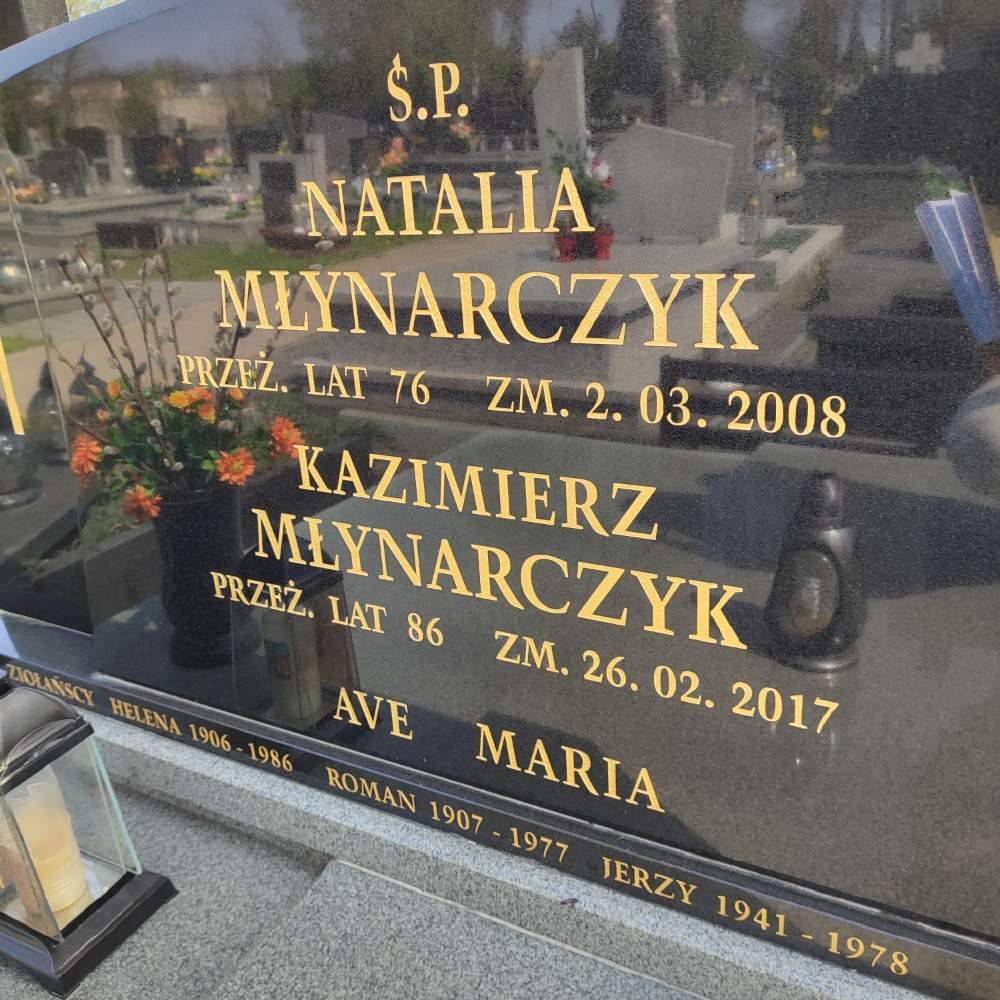 Ś.P.
NATALIA
MŁYNARCZYK
PRZEŻ. LAT 76 ZM. 2. 03. 2008
KAZIMIERZ
MŁYNARCZYK
PRZEŻ. LAT 86 ZM. 26. 02. 2017
AVE MARIA
ZIOŁAŃSCY HELENA 1906 - 1986 ROMAN 1907 - 1977 JERZY 1941 - 1978